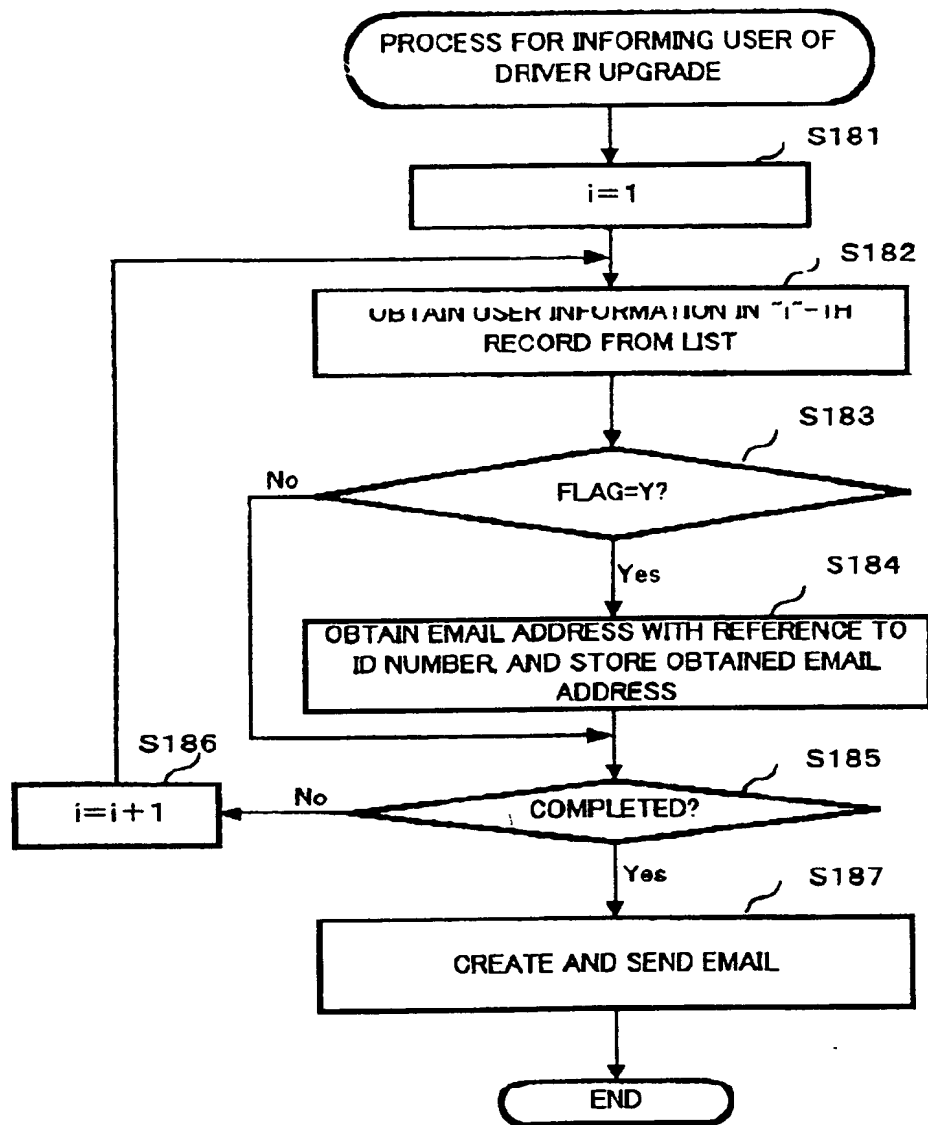 PROCESS FOR INFORMING USER OF
DRIVER UPGRADE
S181
i=1
S182
OBTAIN USER INFORMATION IN "i"-TH
RECORD FROM LIST
S183
No
FLAG=Y?
Yes
S184
OBTAIN EMAIL ADDRESS WITH REFERENCE TO
ID NUMBER, AND STORE OBTAINED EMAIL
ADDRESS
S186
i=i+1
No
S185
COMPLETED?
Yes
S187
CREATE AND SEND EMAIL
END